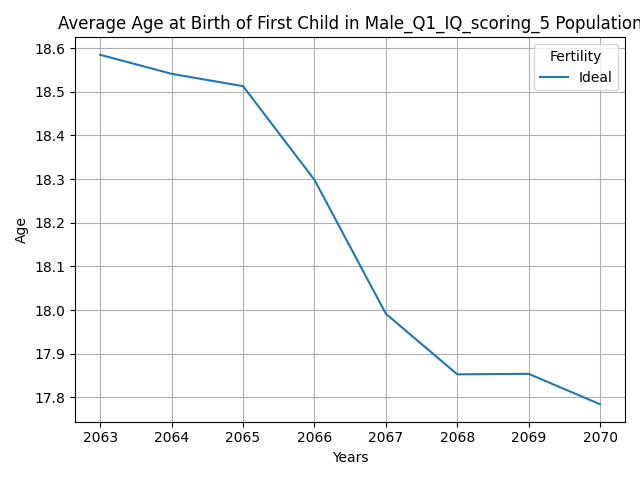 Average Age at Birth of First Child in Male_Q1_IQ_scoring_5 Population
Fertility
Ideal
18.6
18.5
18.4
18.3
18.2
18.1
18.0
17.9
17.8
Age
2063 2064 2065 2066 2067 2068 2069 2070
Years